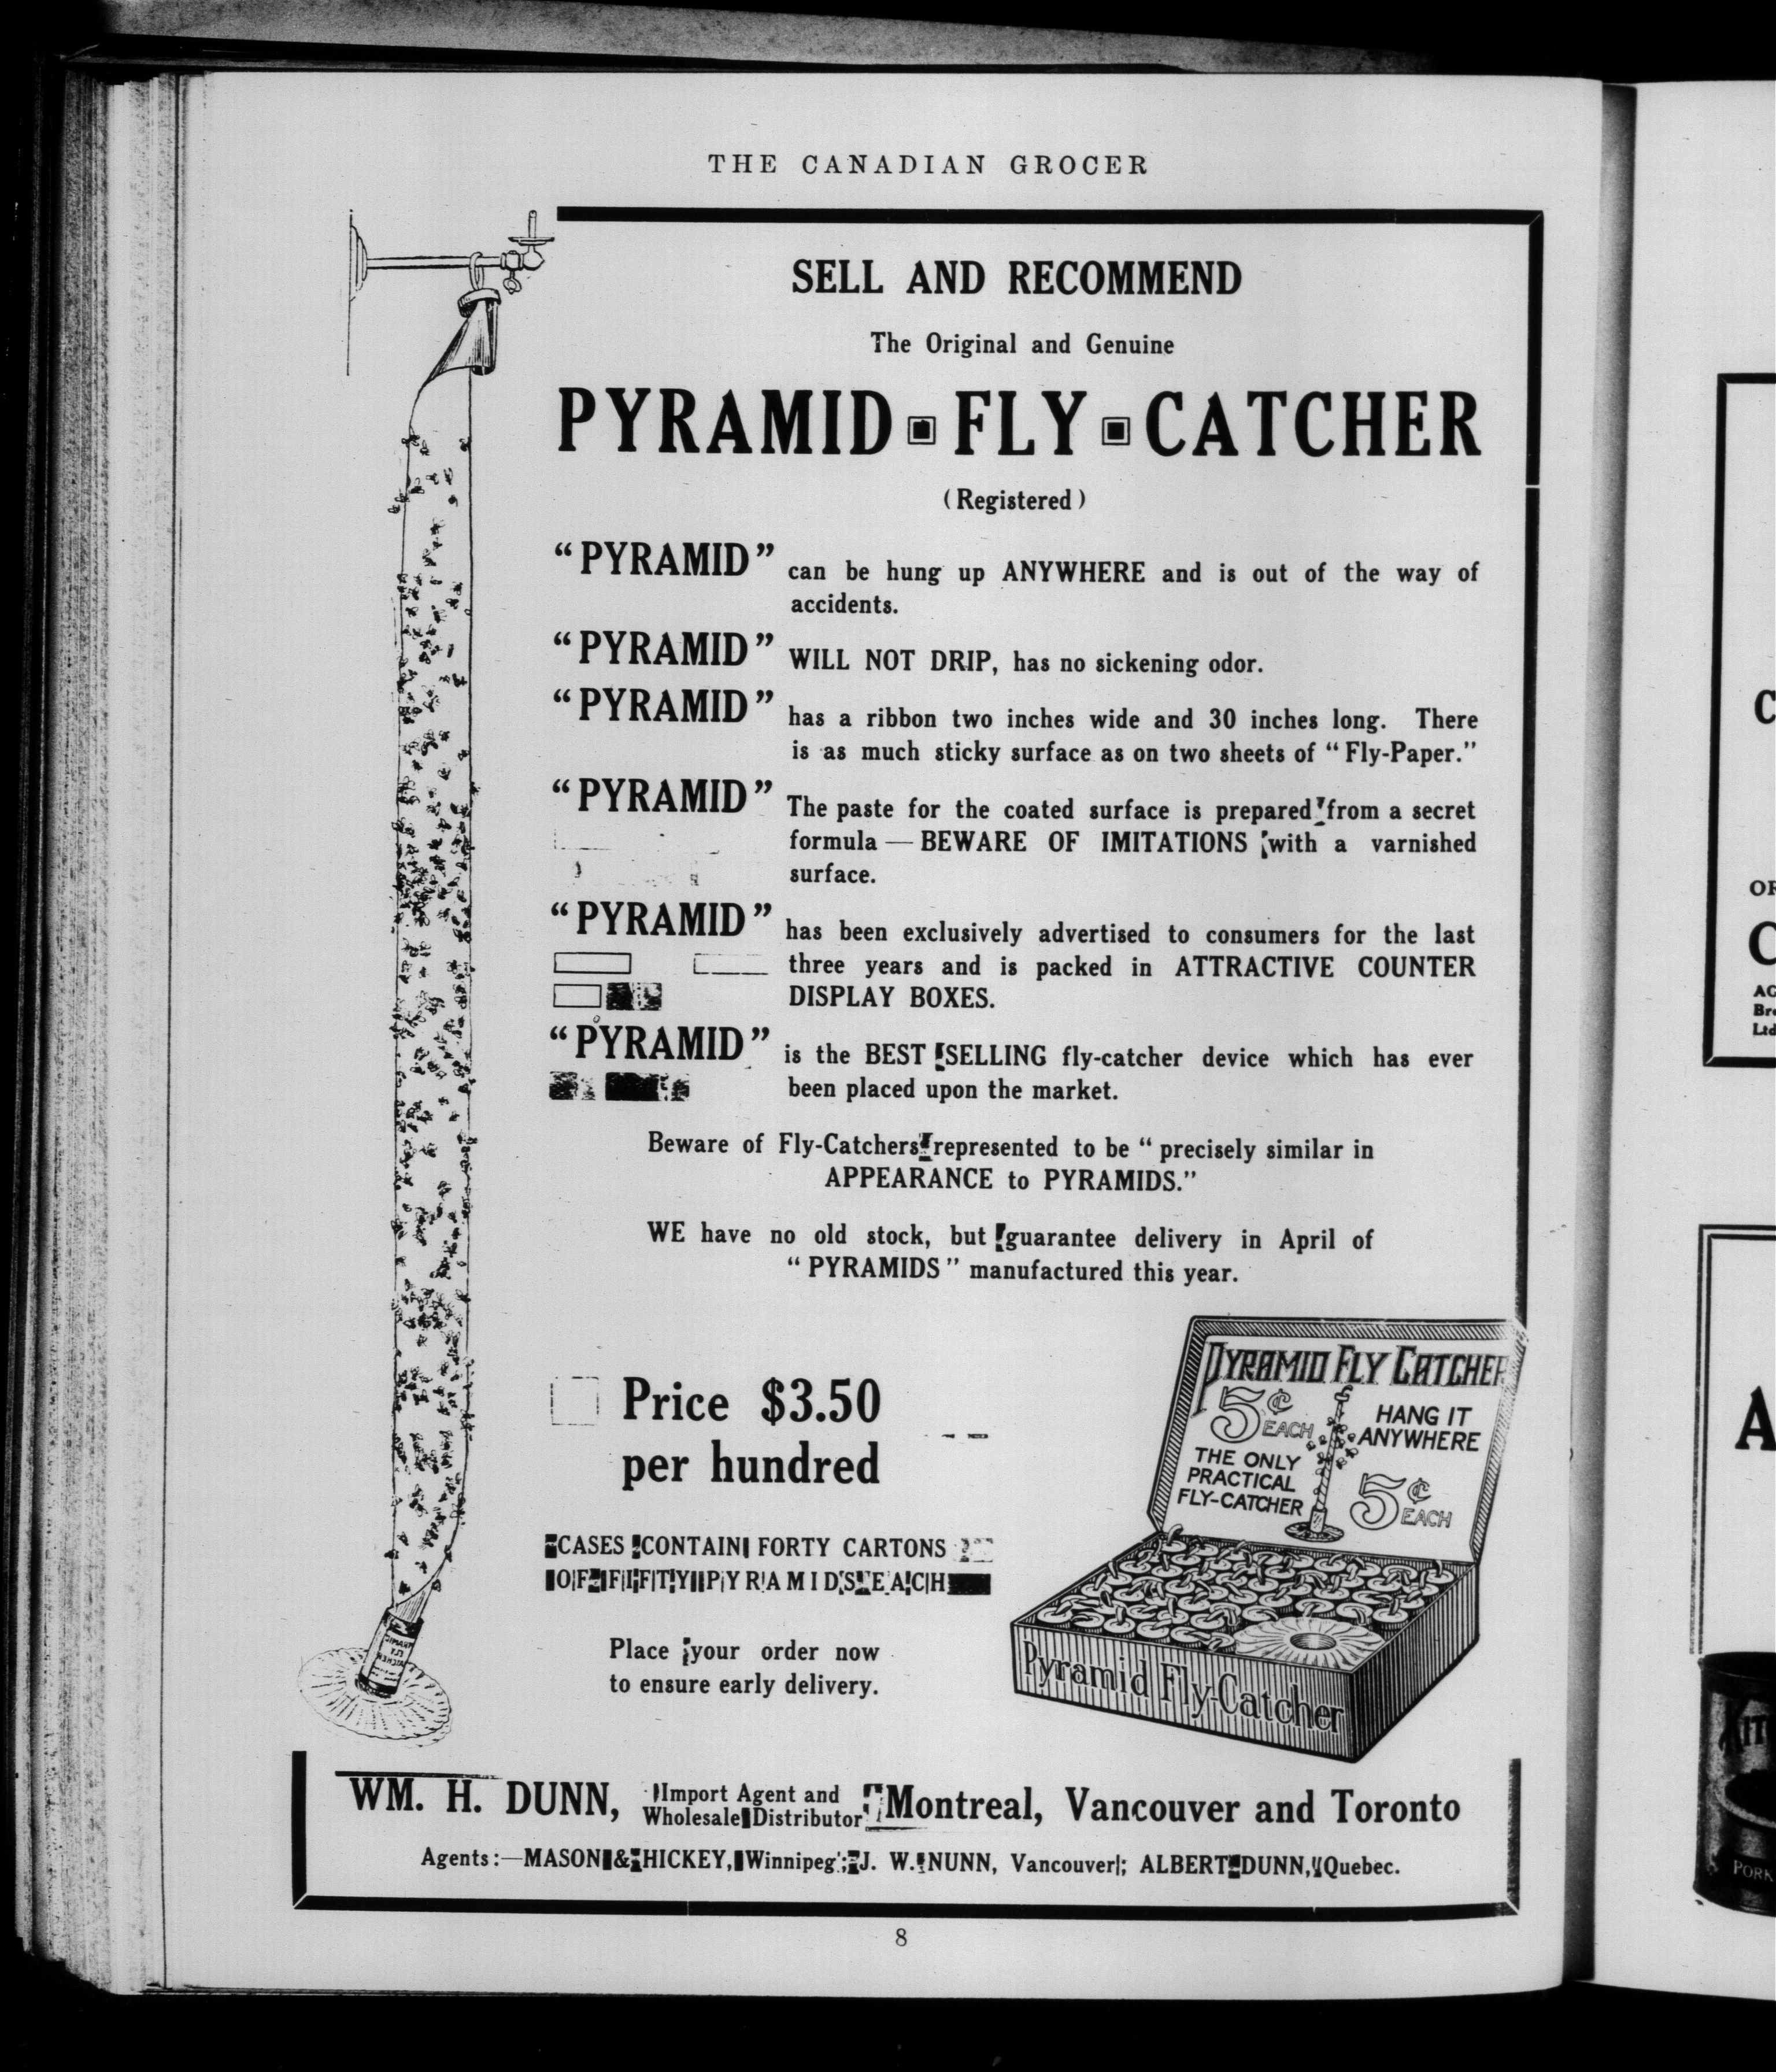 THE CANADIAN GROCER
SELL AND RECOMMEND
The Original and Genuine
PYRAMID FLY CATCHER
(Registered)
"PYRAMID" can be hung up ANYWHERE and is out of the way of
accidents.
"PYRAMID" WILL NOT DRIP, has no sickening odor.
"PYRAMID" has a ribbon two inches wide and 30 inches long. There
is as much sticky surface as on two sheets of "Fly-Paper."
"PYRAMID" The paste for the coated surface is prepared from a secret
formula — BEWARE OF IMITATIONS with a varnished
surface.
"PYRAMID" has been exclusively advertised to consumers for the last
three years and is packed in ATTRACTIVE COUNTER
DISPLAY BOXES.
"PYRAMID" is the BEST SELLING fly-catcher device which has ever
been placed upon the market.
Beware of Fly-Catchers represented to be "precisely similar in
APPEARANCE to PYRAMIDS."
WE have no old stock, but guarantee delivery in April of
"PYRAMIDS" manufactured this year.
Price $3.50
per hundred
CASES CONTAIN FORTY CARTONS
OF FIFTY PYRAMIDS EACH
Place your order now
to ensure early delivery.
PYRAMID FLY CATCHER
5¢ EACH
HANG IT
ANYWHERE
THE ONLY
PRACTICAL
FLY-CATCHER
5¢ EACH
Pyramid Fly-Catcher
WM. H. DUNN, Import Agent and
Wholesale Distributor Montreal, Vancouver and Toronto
Agents:—MASON & HICKEY, Winnipeg; J. W. NUNN, Vancouver; ALBERT DUNN, Quebec.
8
C
OR
C
AG
Bro
Ltd
A
PORK